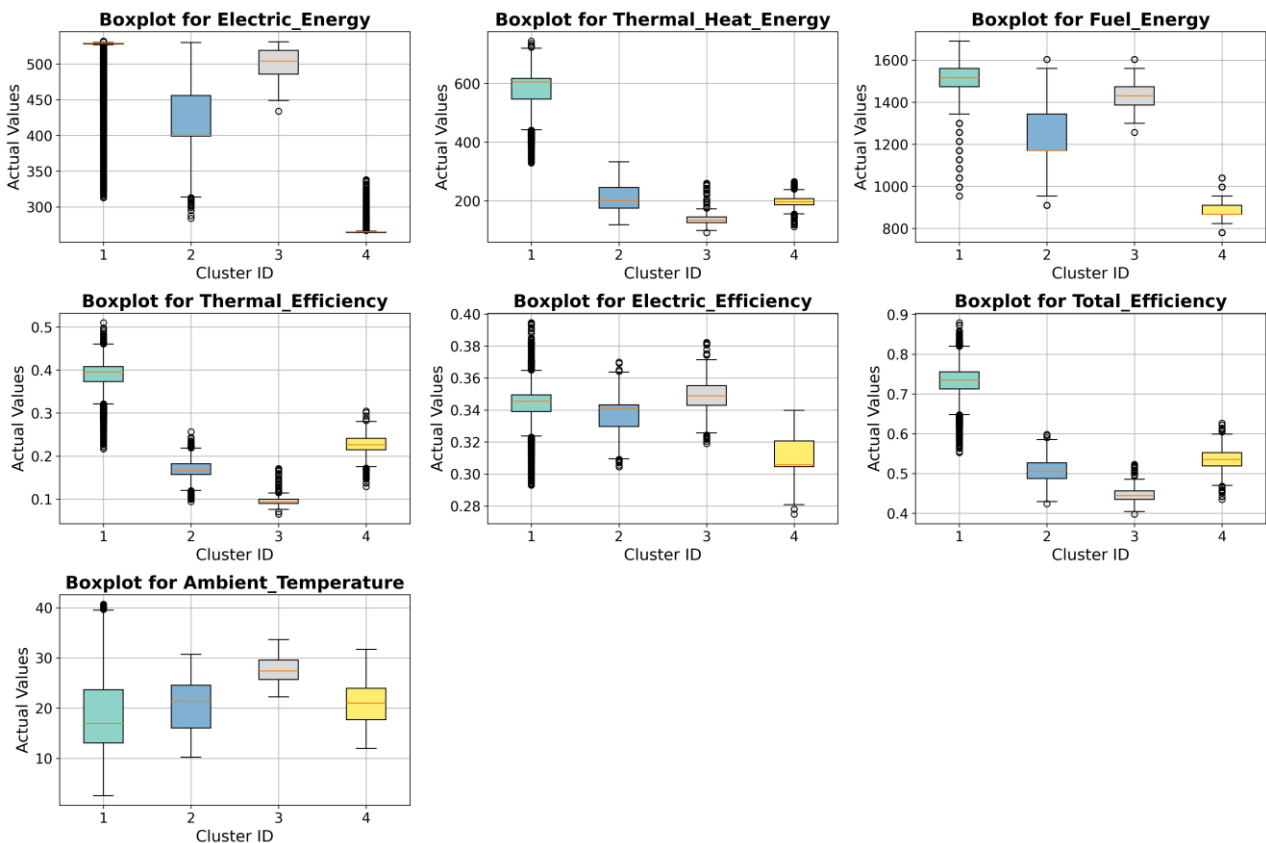 Boxplot for Electric_Energy
Actual Values
500
450
400
350
300
1 2 3 4
Cluster ID
Boxplot for Thermal_Heat_Energy
Actual Values
600
400
200
1 2 3 4
Cluster ID
Boxplot for Fuel_Energy
Actual Values
1600
1400
1200
1000
800
1 2 3 4
Cluster ID
Boxplot for Thermal_Efficiency
Actual Values
0.5
0.4
0.3
0.2
0.1
1 2 3 4
Cluster ID
Boxplot for Electric_Efficiency
Actual Values
0.40
0.38
0.36
0.34
0.32
0.30
0.28
1 2 3 4
Cluster ID
Boxplot for Total_Efficiency
Actual Values
0.9
0.8
0.7
0.6
0.5
0.4
1 2 3 4
Cluster ID
Boxplot for Ambient_Temperature
Actual Values
40
30
20
10
1 2 3 4
Cluster ID